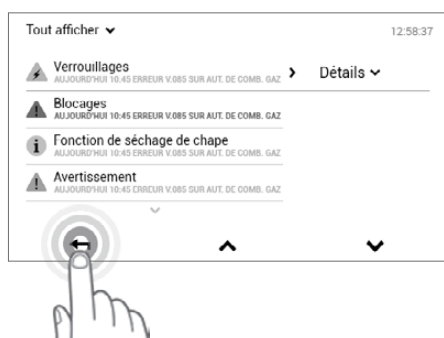 Tout afficher
12:58:37
Verrouillages
AUJOURD'HUI 10.45 ERREUR V.085 SUR AUT. DE COMB. GAZ
Détails
Blocages
AUJOURD'HUI 10:45 ERREUR V.085 SUR AUT. DE COMB. GAZ
Fonction de séchage de chape
AUJOURD'HUI 10:45 ERREUR V.085 SUR AUT. DE COMB. GAZ
Avertissement
AUJOURD'HUI 10:45 ERREUR V.085 SUR AUT. DE COMB. GAZ